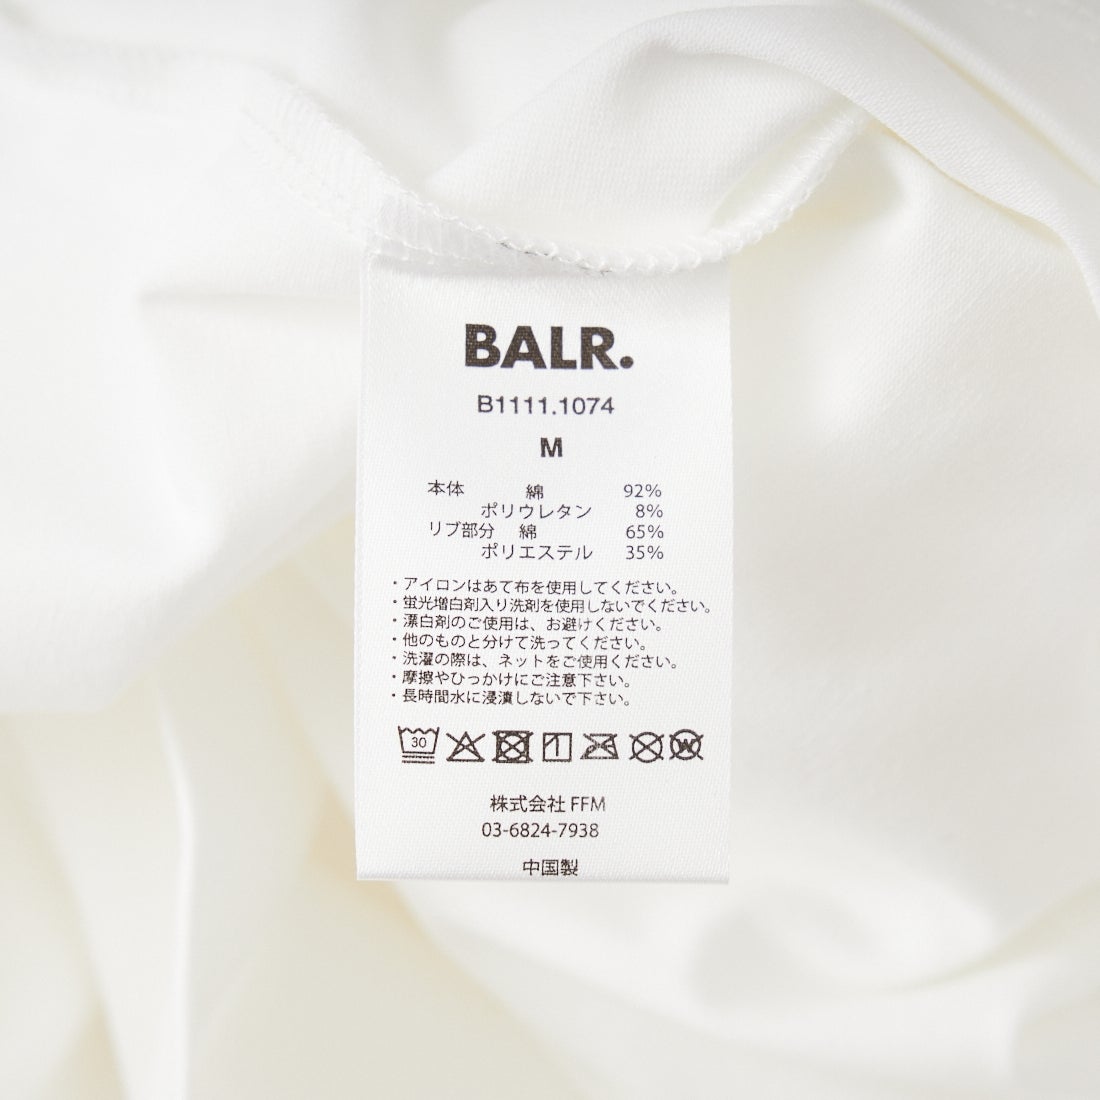 BALR.
B1111.1074
M
本体 綿 92%
ポリウレタン 8%
リブ部分 綿 65%
ポリエステル 35%
・アイロンはあて布を使用してください。
・蛍光増白剤入り洗剤を使用しないでください。
・漂白剤のご使用は、お避けください。
・他のものと分けて洗ってください。
・洗濯の際は、ネットをご使用ください。
・摩擦やひっかけにご注意下さい。
・長時間水に浸漬しないで下さい。
30 W
株式会社 FFM
03-6824-7938
中国製